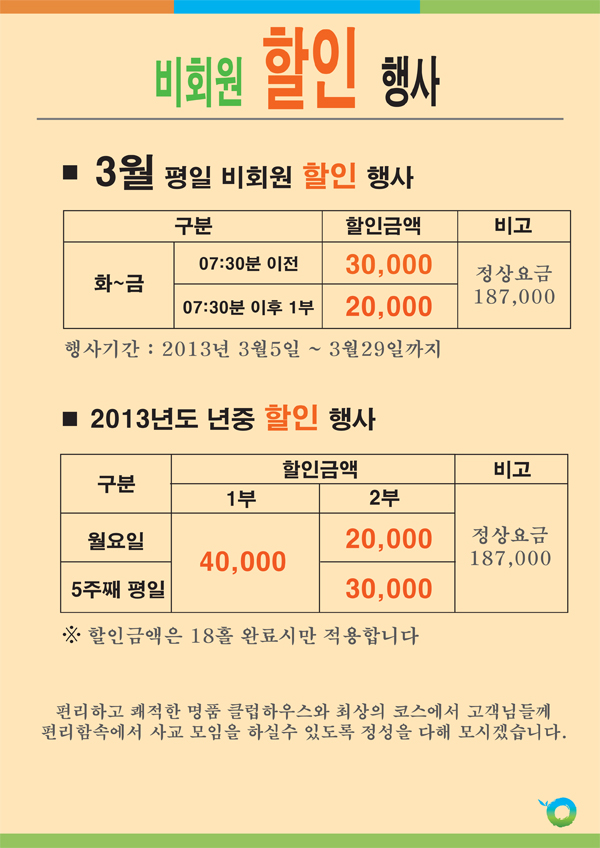 비회원 할인 행사
■ 3월 평일 비회원 할인 행사
구분 할인금액 비고
화~금 07:30분 이전 30,000 정상요금 187,000
07:30분 이후 1부 20,000
행사기간 : 2013년 3월5일 ~ 3월29일까지
■ 2013년도 년중 할인 행사
구분 할인금액 비고
1부 2부
월요일 40,000 20,000 정상요금 187,000
5주째 평일 30,000
※ 할인금액은 18홀 완료시만 적용합니다
편리하고 쾌적한 명품 클럽하우스와 최상의 코스에서 고객님들께
편리함속에서 사교 모임을 하실수 있도록 정성을 다해 모시겠습니다.